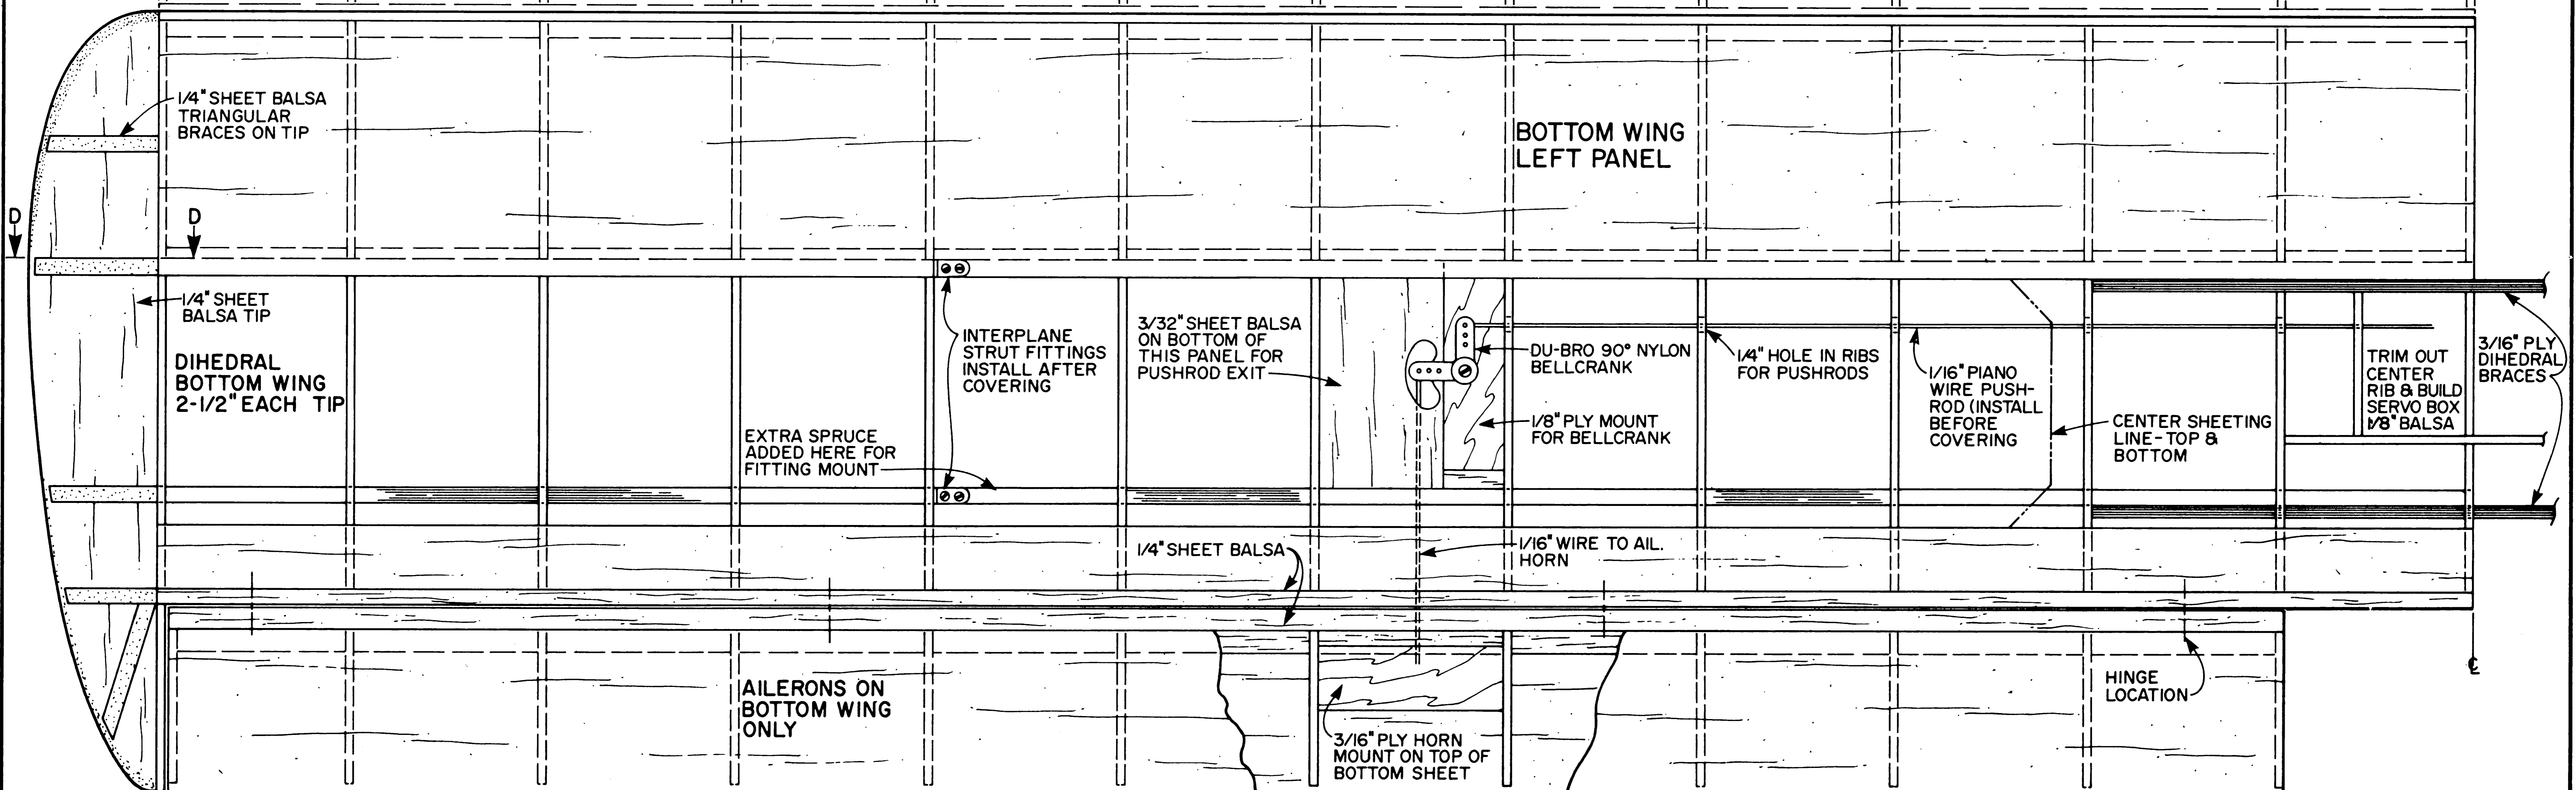 1/4" SHEET BALSA
TRIANGULAR
BRACES ON TIP
BOTTOM WING
LEFT PANEL
D
D
1/4" SHEET
BALSA TIP
DIHEDRAL
BOTTOM WING
2-1/2" EACH TIP
INTERPLANE
STRUT FITTINGS
INSTALL AFTER
COVERING
3/32" SHEET BALSA
ON BOTTOM OF
THIS PANEL FOR
PUSHROD EXIT
DU-BRO 90° NYLON
BELLCRANK
1/4" HOLE IN RIBS
FOR PUSHRODS
1/16" PIANO
WIRE PUSH-
ROD (INSTALL
BEFORE
COVERING
TRIM OUT
CENTER
RIB & BUILD
SERVO BOX
1/8" BALSA
3/16" PLY
DIHEDRAL
BRACES
1/8" PLY MOUNT
FOR BELLCRANK
CENTER SHEETING
LINE-TOP &
BOTTOM
EXTRA SPRUCE
ADDED HERE FOR
FITTING MOUNT
1/4" SHEET BALSA
1/16" WIRE TO AIL.
HORN
AILERONS ON
BOTTOM WING
ONLY
3/16" PLY HORN
MOUNT ON TOP OF
BOTTOM SHEET
HINGE
LOCATION
℄